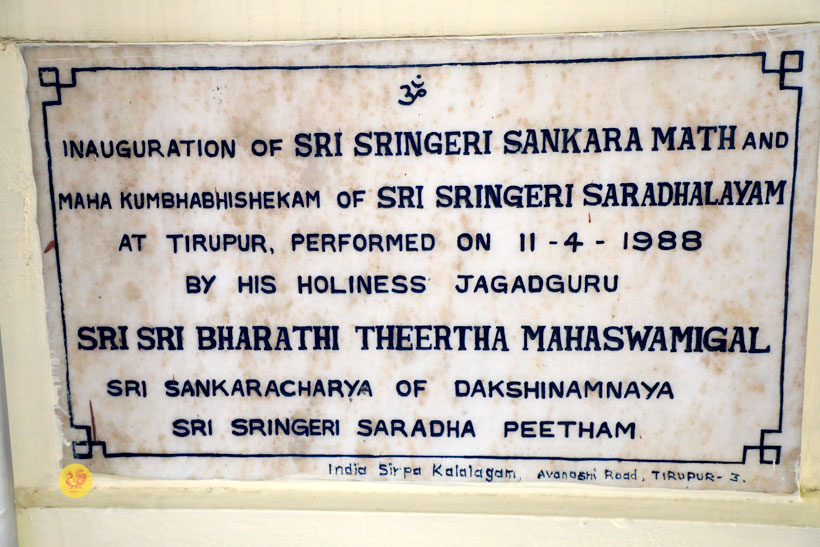 ॐ
INAUGURATION OF SRI SRINGERI SANKARA MATH AND
MAHA KUMBHABHISHEKAM OF SRI SRINGERI SARADHALAYAM
AT TIRUPUR, PERFORMED ON 11-4-1988
BY HIS HOLINESS JAGADGURU
SRI SRI BHARATHI THEERTHA MAHASWAMIGAL
SRI SANKARACHARYA OF DAKSHINAMNAYA
SRI SRINGERI SARADHA PEETHAM
India Sirpa Kalalagam, Avanashi Road, TIRUPUR-3.